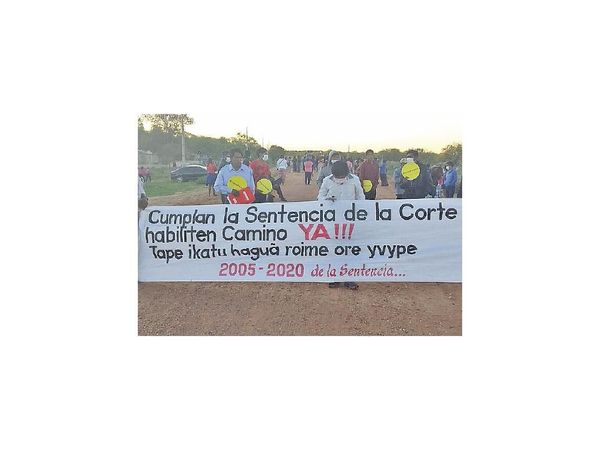 Cumplan la Sentencia de la Corte
habiliten Camino YA!!!
Tape ikatu haguã roime ore yvype
2005-2020 de la Sentencia...